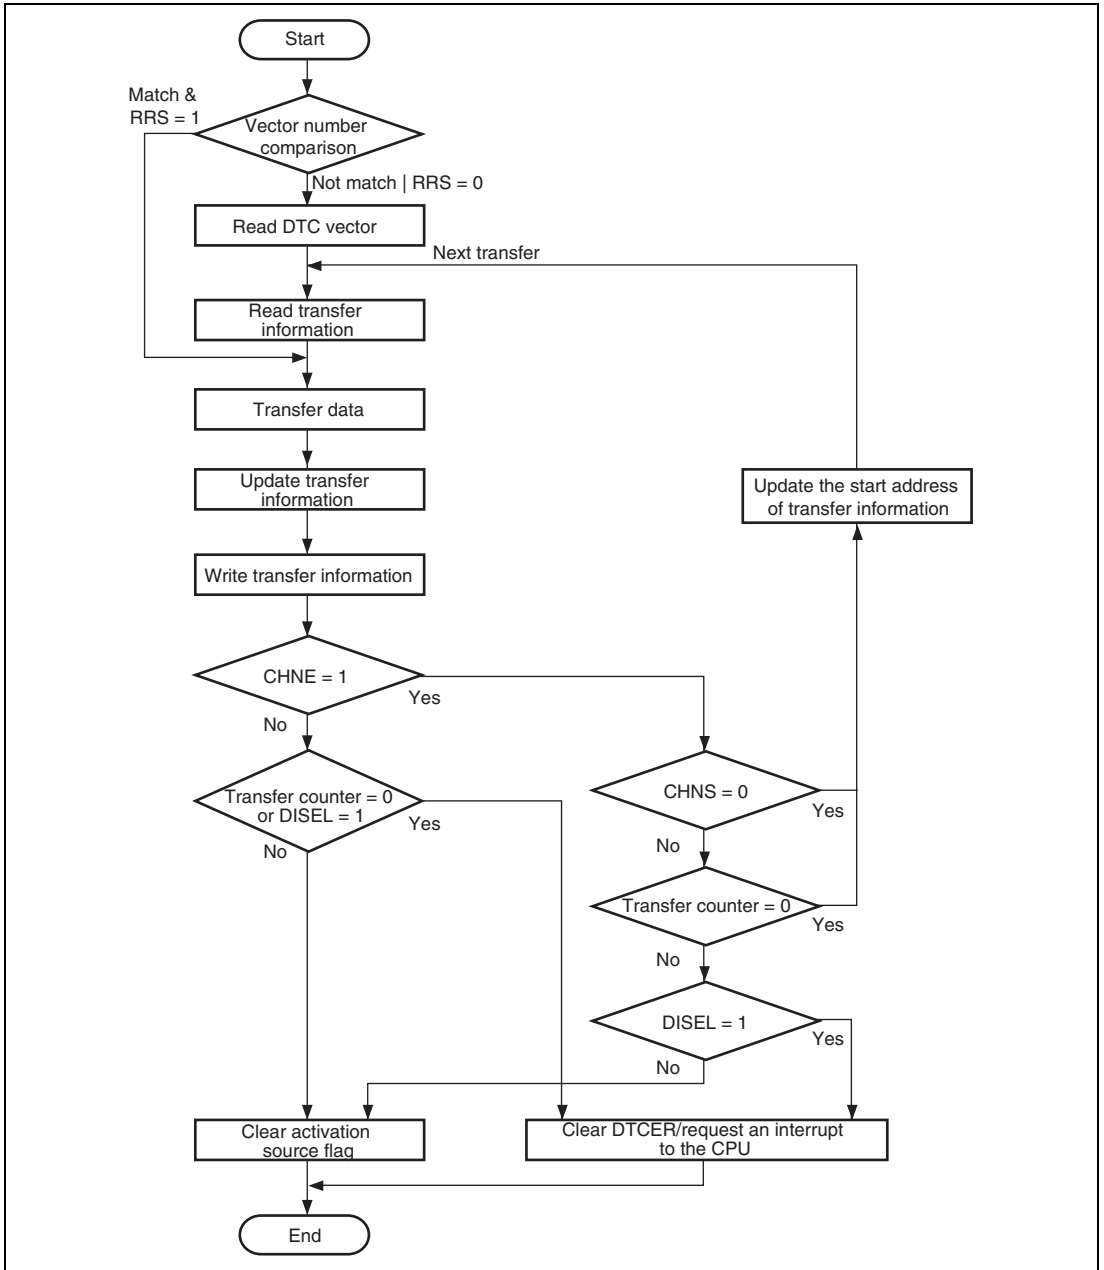 Start
Match &
RRS = 1
Vector number
comparison
Not match | RRS = 0
Read DTC vector
Next transfer
Read transfer
information
Transfer data
Update transfer
information
Update the start address
of transfer information
Write transfer information
CHNE = 1
Yes
No
CHNS = 0
Yes
No
Transfer counter = 0
or DISEL = 1
Yes
No
Transfer counter = 0
Yes
No
DISEL = 1
Yes
No
Clear activation
source flag
Clear DTCER/request an interrupt
to the CPU
End